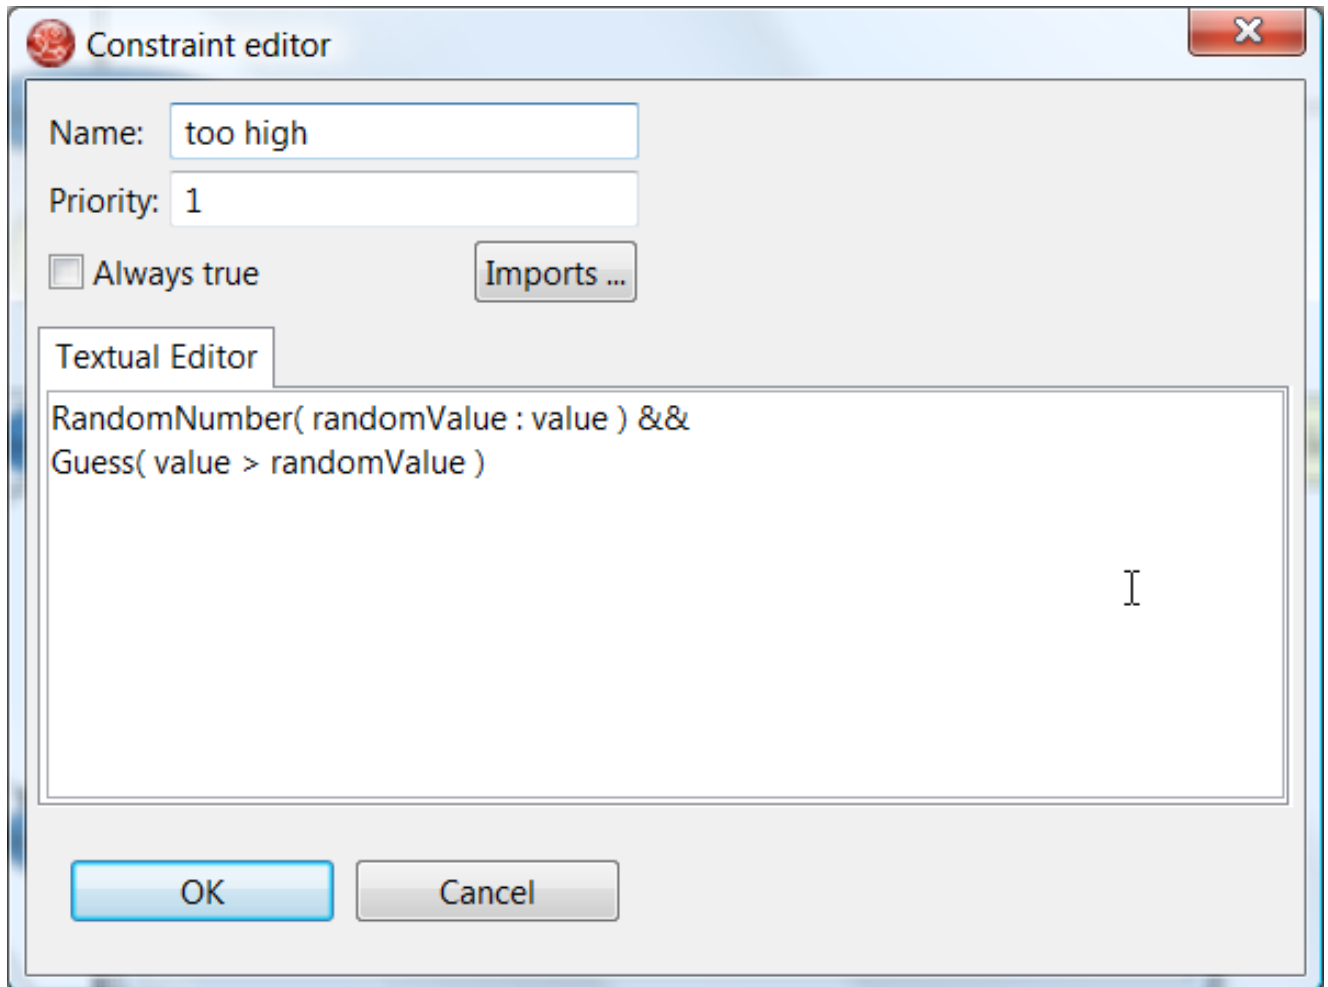 Constraint editor
Name: too high
Priority: 1
Always true Imports ...
Textual Editor
RandomNumber( randomValue : value ) &&
Guess( value > randomValue )
OK Cancel